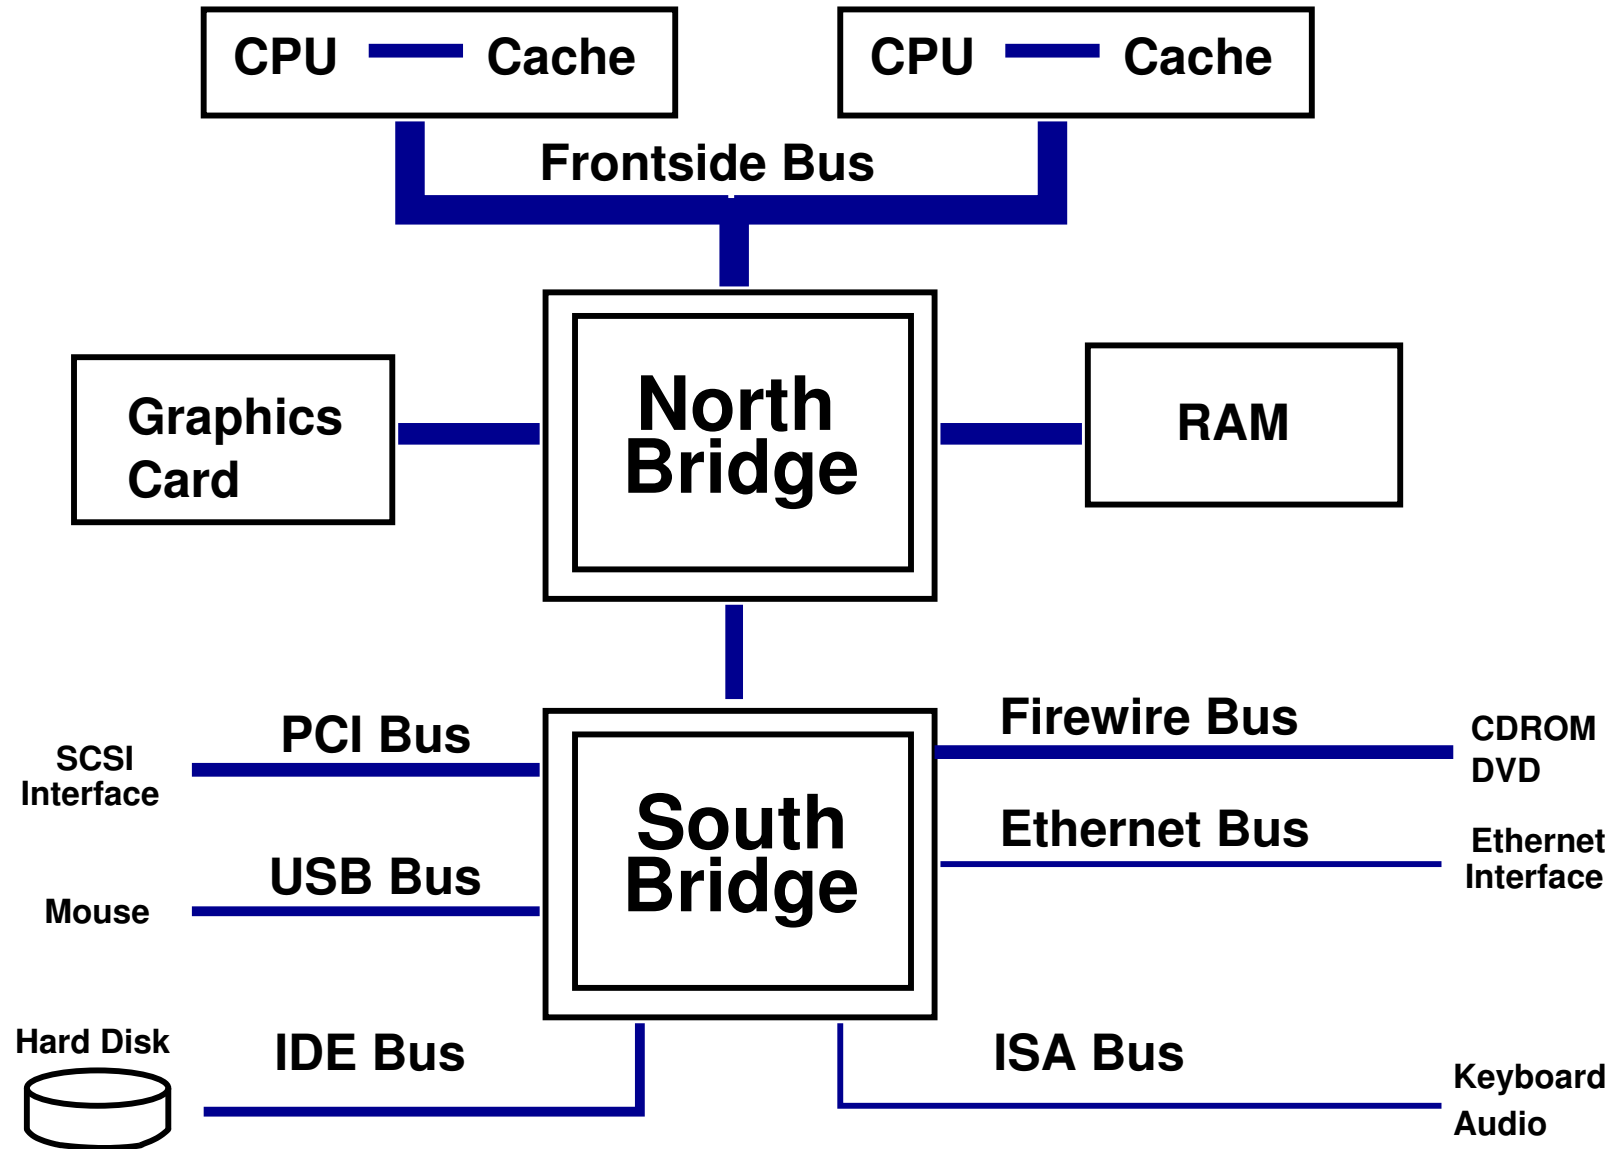 CPU Cache
CPU Cache
Frontside Bus
North
Bridge
Graphics
Card
RAM
PCI Bus
SCSI
Interface
Firewire Bus
CDROM
DVD
South
Bridge
USB Bus
Mouse
Ethernet Bus
Ethernet
Interface
Hard Disk
IDE Bus
ISA Bus
Keyboard
Audio